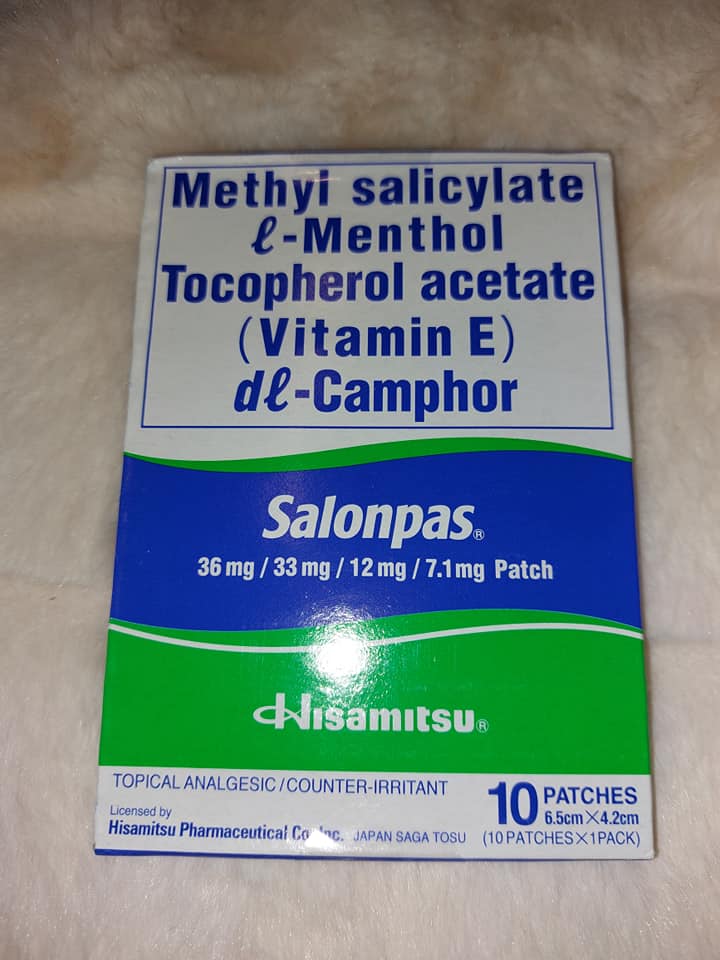 Methyl salicylate
ℓ-Menthol
Tocopherol acetate
(Vitamin E)
dℓ-Camphor
Salonpas®
36 mg / 33 mg / 12 mg / 7.1 mg Patch
Hisamitsu®
TOPICAL ANALGESIC / COUNTER-IRRITANT
10 PATCHES
6.5cm×4.2cm
(10 PATCHES×1PACK)
Licensed by
Hisamitsu Pharmaceutical Co., Inc. JAPAN SAGA TOSU